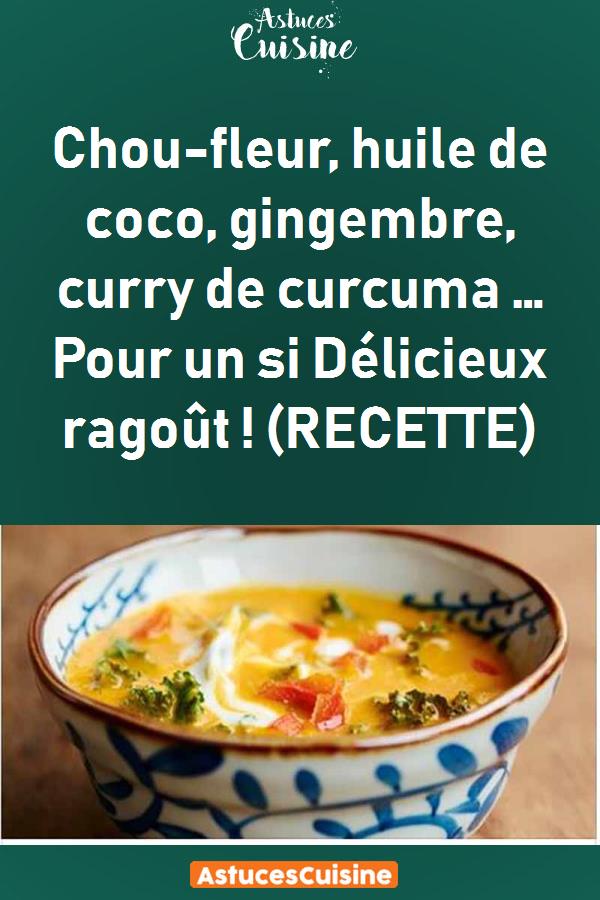 Astuces
Cuisine
Chou-fleur, huile de
coco, gingembre,
curry de curcuma ...
Pour un si Délicieux
ragoût ! (RECETTE)
AstucesCuisine